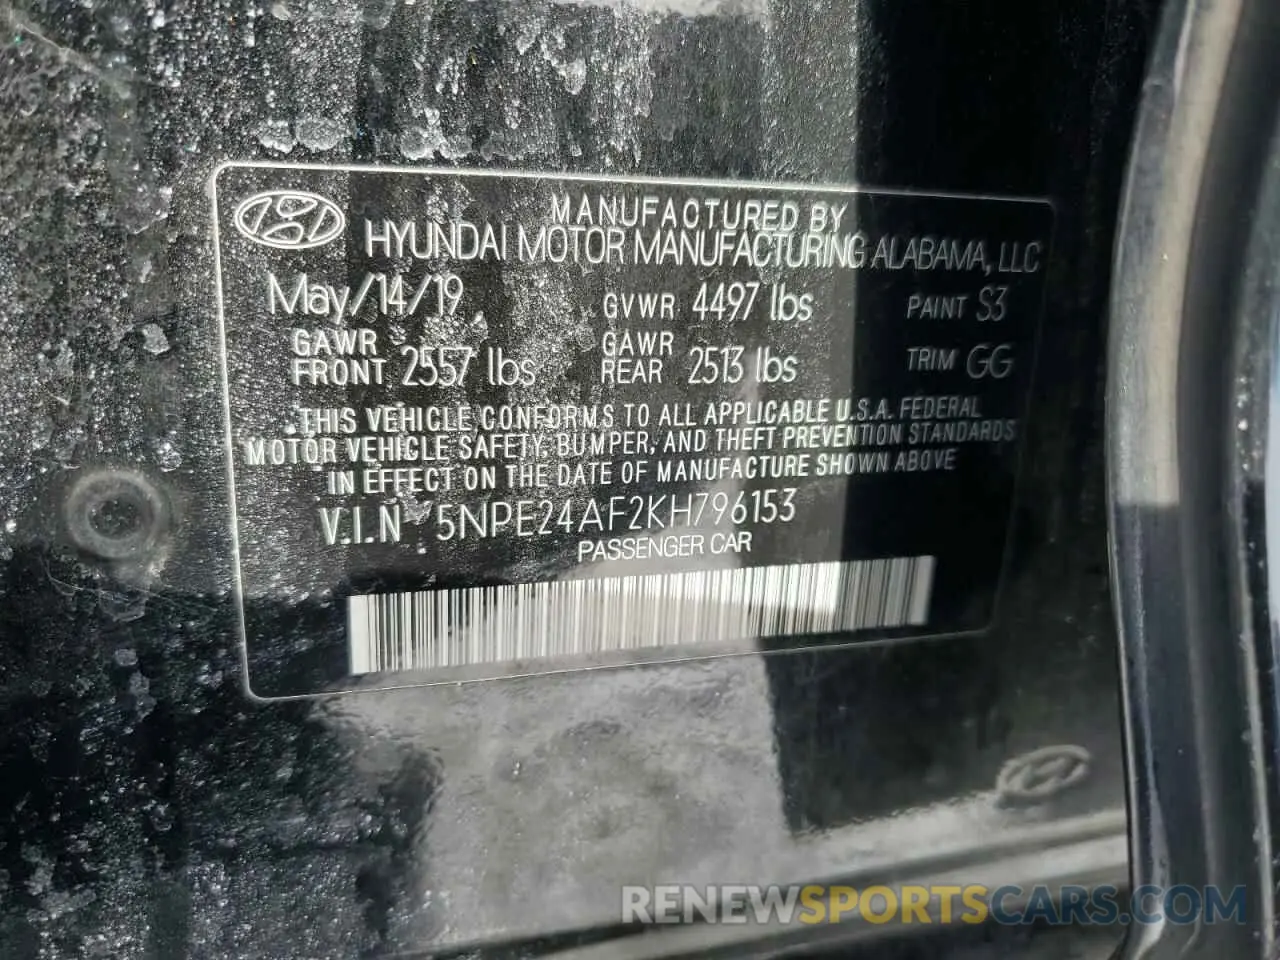 MANUFACTURED BY
HYUNDAI MOTOR MANUFACTURING ALABAMA, LLC
May/14/19 GVWR 4497 lbs PAINT S3
GAWR FRONT 2557 lbs GAWR REAR 2513 lbs TRIM GG
THIS VEHICLE CONFORMS TO ALL APPLICABLE U.S.A. FEDERAL
MOTOR VEHICLE SAFETY, BUMPER, AND THEFT PREVENTION STANDARDS
IN EFFECT ON THE DATE OF MANUFACTURE SHOWN ABOVE
V.I.N : 5NPE24AF2KH796153
PASSENGER CAR
RENEWSPORTSCARS.COM